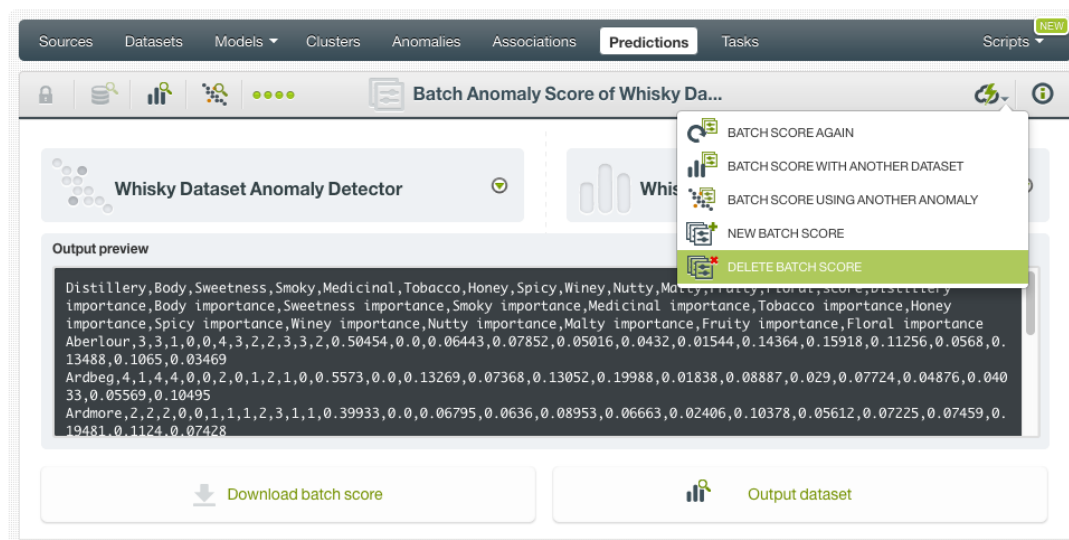 NEW
Sources Datasets Models Clusters Anomalies Associations Predictions Tasks Scripts
Batch Anomaly Score of Whisky Da...
BATCH SCORE AGAIN
BATCH SCORE WITH ANOTHER DATASET
BATCH SCORE USING ANOTHER ANOMALY
NEW BATCH SCORE
DELETE BATCH SCORE
Whisky Dataset Anomaly Detector
Whis
Output preview
Distillery,Body,Sweetness,Smoky,Medicinal,Tobacco,Honey,Spicy,Winey,Nutty,Malty,Fruity,Floral,score,Distillery
importance,Body importance,Sweetness importance,Smoky importance,Medicinal importance,Tobacco importance,Honey
importance,Spicy importance,Winey importance,Nutty importance,Malty importance,Fruity importance,Floral importance
Aberlour,3,3,1,0,0,4,3,2,2,3,3,2,0.50454,0.0,0.06443,0.07852,0.05016,0.0432,0.01544,0.14364,0.15918,0.11256,0.0568,0.
13488,0.1065,0.03469
Ardbeg,4,1,4,4,0,0,2,0,1,2,1,0,0.5573,0.0,0.13269,0.07368,0.13052,0.19988,0.01838,0.08887,0.029,0.07724,0.04876,0.040
33,0.05569,0.10495
Ardmore,2,2,2,0,0,1,1,1,2,3,1,1,0.39933,0.0,0.06795,0.0636,0.08953,0.06663,0.02406,0.10378,0.05612,0.07225,0.07459,0.
19481,0.1124,0.07428
Download batch score
Output dataset